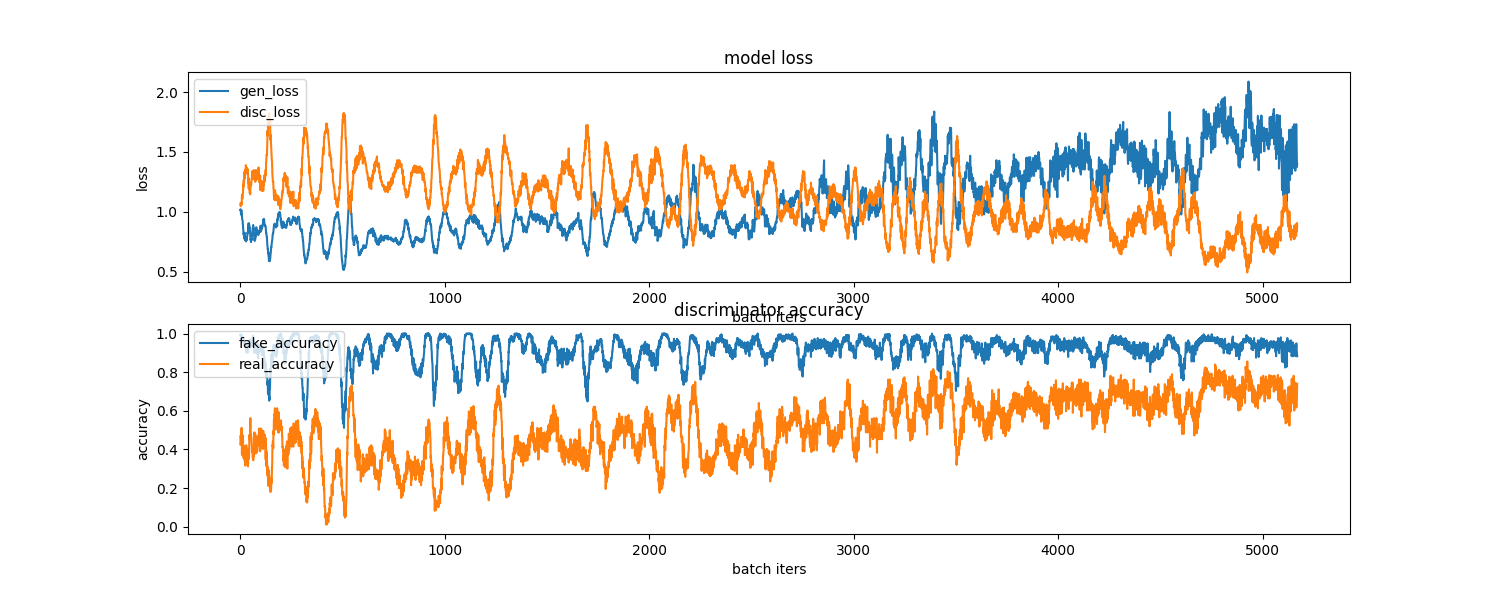 model loss
gen_loss
disc_loss
2.0
1.5
1.0
0.5
loss
0 1000 2000 3000 4000 5000
batch iters
discriminator accuracy
fake_accuracy
real_accuracy
1.0
0.8
0.6
0.4
0.2
0.0
accuracy
0 1000 2000 3000 4000 5000
batch iters